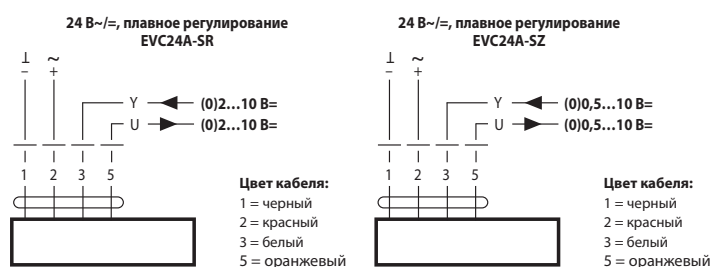 24 В~/=, плавное регулирование
EVC24A-SR
⊥ ~
– +
Y (0)2...10 В=
U (0)2...10 В=
1 2 3 5
Цвет кабеля:
1 = черный
2 = красный
3 = белый
5 = оранжевый
24 В~/=, плавное регулирование
EVC24A-SZ
⊥ ~
– +
Y (0)0,5...10 В=
U (0)0,5...10 В=
1 2 3 5
Цвет кабеля:
1 = черный
2 = красный
3 = белый
5 = оранжевый